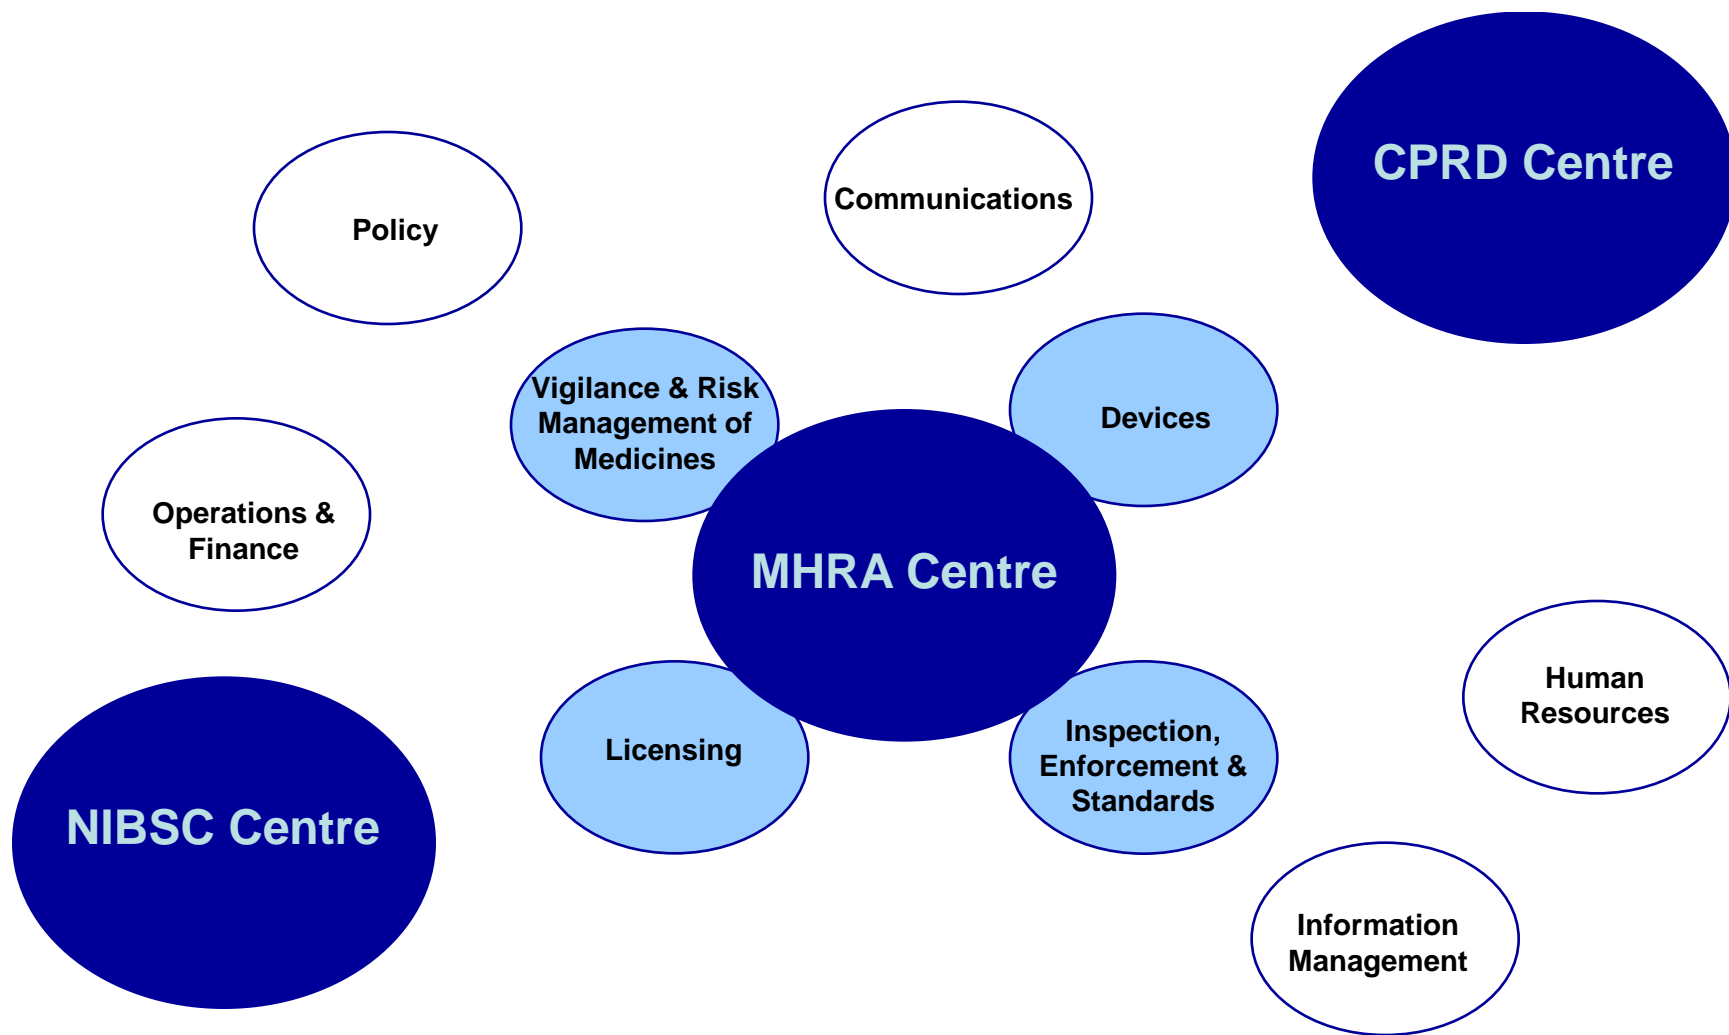 CPRD Centre
Communications
Policy
Vigilance & Risk
Management of
Medicines
Devices
Operations &
Finance
MHRA Centre
Human
Resources
Licensing
Inspection,
Enforcement &
Standards
NIBSC Centre
Information
Management